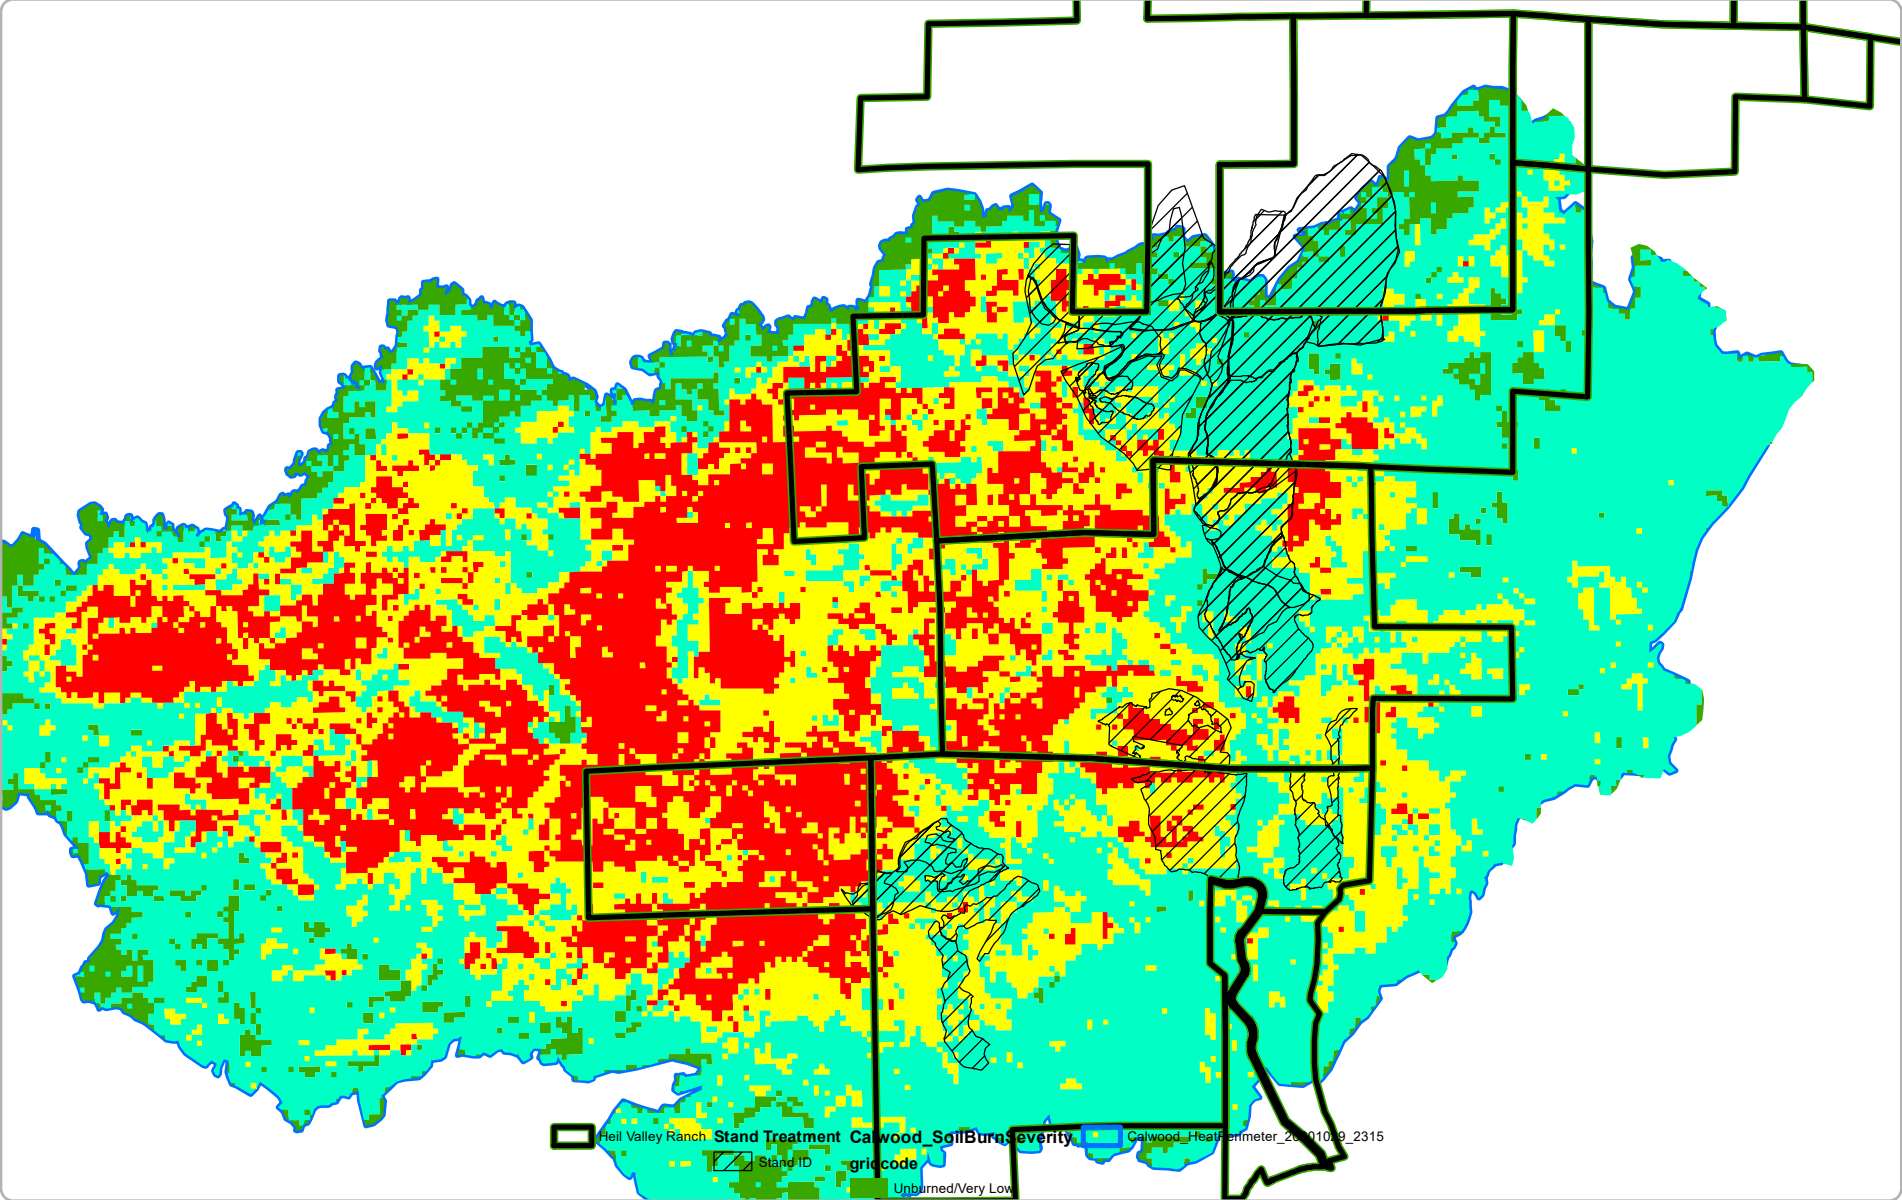 Heil Valley Ranch
Stand Treatment
Stand ID
Calwood_SoilBurnSeverity
gridcode
Unburned/Very Low
Calwood_HeatPerimeter_20201029_2315